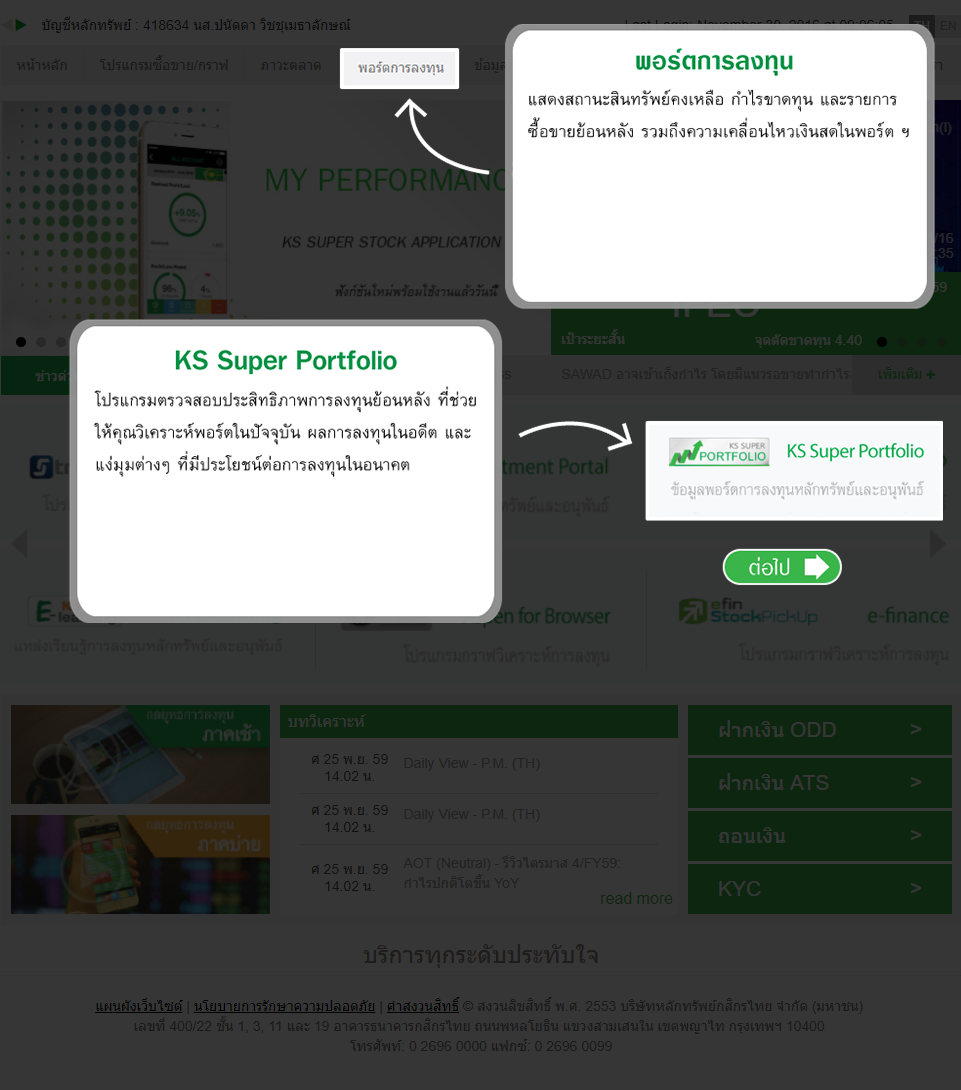 บัญชีหลักทรัพย์ : 418634 นส.ปนัดดา วิชชุเมธาลักษณ์
Last Login: November 30, 2016 at 09:06:05
TH EN
หน้าหลัก โปรแกรมซื้อขาย/กราฟ ภาวะตลาด พอร์ตการลงทุน ข้อมูล
พอร์ตการลงทุน
แสดงสถานะสินทรัพย์คงเหลือ กำไรขาดทุน และรายการ
ซื้อขายย้อนหลัง รวมถึงความเคลื่อนไหวเงินสดในพอร์ต ฯ
MY PERFORMANC
KS SUPER STOCK APPLICATION
ฟังก์ชันใหม่พร้อมใช้งานแล้ววันนี้
+9.05%
96% 4%
/16
:35
59
IFEC
เป้าระยะสั้น จุดตัดขาดทุน 4.40
SAWAD อาจเข้าเก็งกำไร โดยมีแนวรอขายทำกำไร
เพิ่มเติม +
KS Super Portfolio
โปรแกรมตรวจสอบประสิทธิภาพการลงทุนย้อนหลัง ที่ช่วย
ให้คุณวิเคราะห์พอร์ตในปัจจุบัน ผลการลงทุนในอดีต และ
แง่มุมต่างๆ ที่มีประโยชน์ต่อการลงทุนในอนาคต
tment Portal
ทรัพย์และอนุพันธ์
KS SUPER
PORTFOLIO
KS Super Portfolio
ข้อมูลพอร์ตการลงทุนหลักทรัพย์และอนุพันธ์
ต่อไป
แหล่งเรียนรู้การลงทุนหลักทรัพย์และอนุพันธ์
pen for Browser
โปรแกรมกราฟวิเคราะห์การลงทุน
efin
StockPickUp
e-finance
โปรแกรมกราฟวิเคราะห์การลงทุน
กลยุทธ์การลงทุน
ภาคเช้า
กลยุทธ์การลงทุน
ภาคบ่าย
บทวิเคราะห์
ศ 25 พ.ย. 59
14.02 น.
Daily View - P.M. (TH)
ศ 25 พ.ย. 59
14.02 น.
Daily View - P.M. (TH)
ศ 25 พ.ย. 59
14.02 น.
AOT (Neutral) - รีวิวไตรมาส 4/FY59:
กำไรปกติโตขึ้น YoY
read more
ฝากเงิน ODD >
ฝากเงิน ATS >
ถอนเงิน >
KYC >
บริการทุกระดับประทับใจ
แผนผังเว็บไซต์ | นโยบายการรักษาความปลอดภัย | คำสงวนสิทธิ์ © สงวนลิขสิทธิ์ พ.ศ. 2553 บริษัทหลักทรัพย์กสิกรไทย จำกัด (มหาชน)
เลขที่ 400/22 ชั้น 1, 3, 11 และ 19 อาคารธนาคารกสิกรไทย ถนนพหลโยธิน แขวงสามเสนใน เขตพญาไท กรุงเทพฯ 10400
โทรศัพท์: 0 2696 0000 แฟกซ์: 0 2696 0099